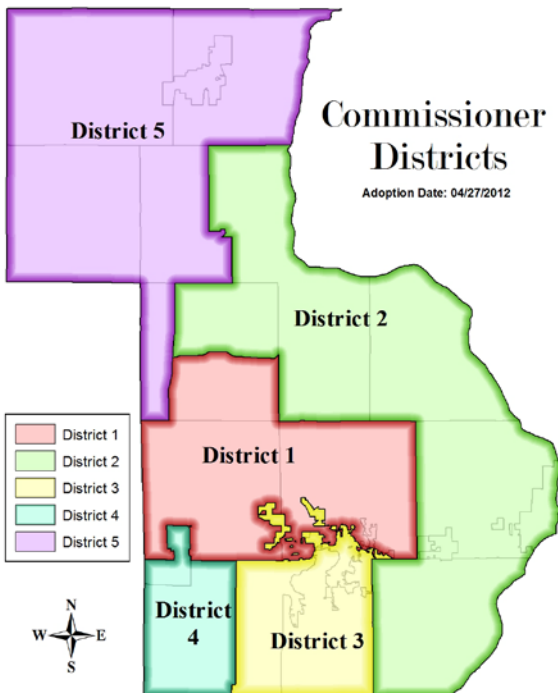 Commissioner
Districts
Adoption Date: 04/27/2012
District 5
District 2
District 1
District
4
District 3
District 1
District 2
District 3
District 4
District 5
N
W E
S